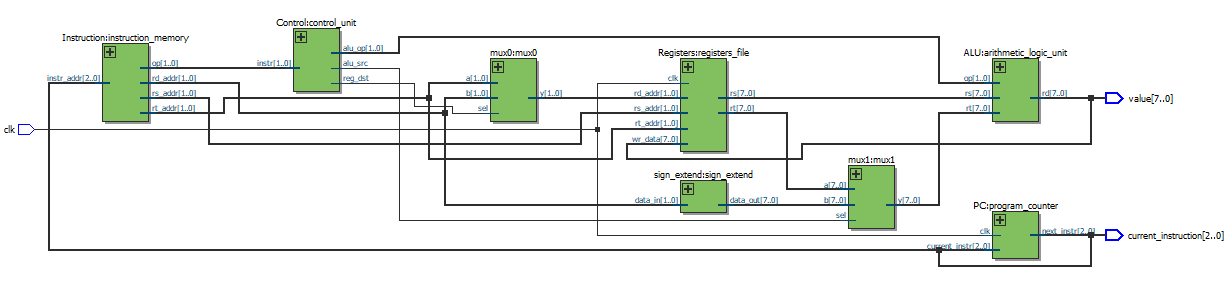 Control:control_unit
Instruction:instruction_memory
mux0:mux0
Registers:registers_file
ALU:arithmetic_logic_unit
alu_op[1..0]
op[1..0]
instr[1..0]
alu_src
instr_addr[2..0]
rd_addr[1..0]
reg_dst
a[1..0]
clk
op[1..0]
rs_addr[1..0]
b[1..0]
y[1..0]
rd_addr[1..0]
rs[7..0]
rs[7..0]
rd[7..0]
value[7..0]
rt_addr[1..0]
sel
rs_addr[1..0]
rt[7..0]
rt[7..0]
clk
rt_addr[1..0]
wr_data[7..0]
mux1:mux1
sign_extend:sign_extend
a[7..0]
data_in[1..0]
data_out[7..0]
b[7..0]
y[7..0]
sel
PC:program_counter
clk
next_instr[2..0]
current_instruction[2..0]
current_instr[2..0]